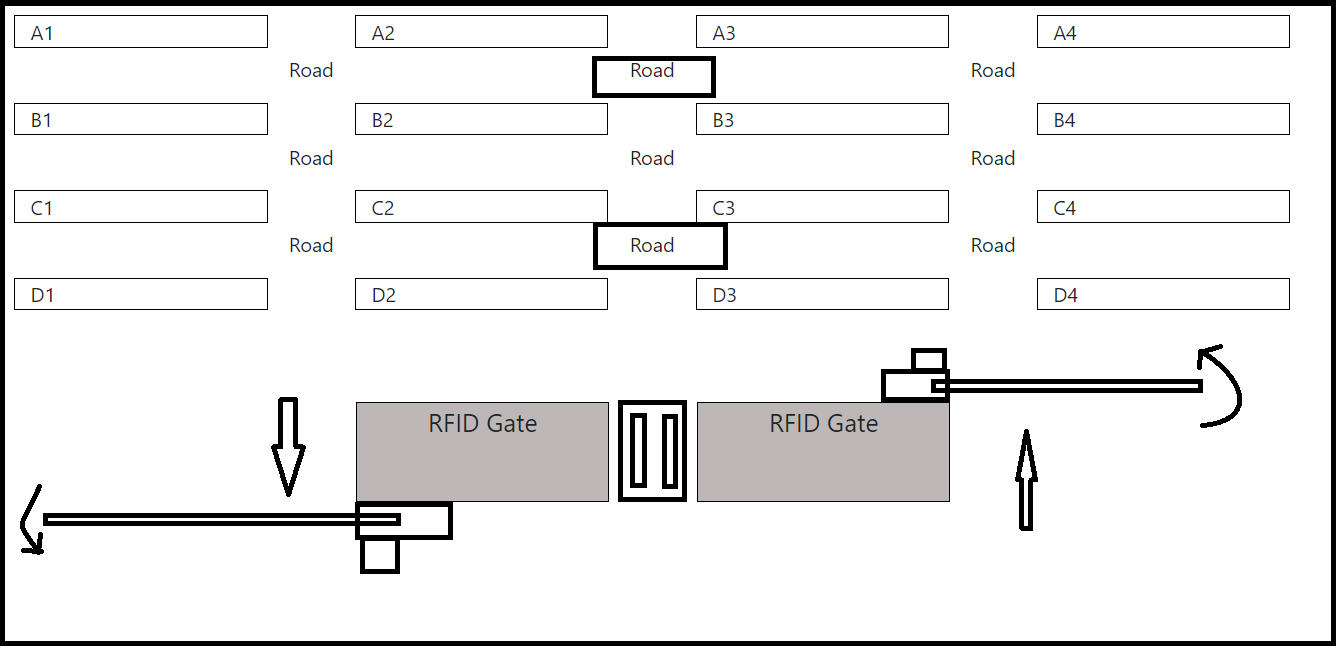 A1 A2 A3 A4
Road Road Road
B1 B2 B3 B4
Road Road Road
C1 C2 C3 C4
Road Road Road
D1 D2 D3 D4
RFID Gate RFID Gate